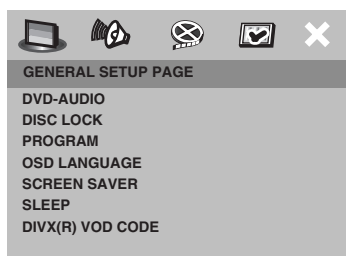 GENERAL SETUP PAGE
DVD-AUDIO
DISC LOCK
PROGRAM
OSD LANGUAGE
SCREEN SAVER
SLEEP
DIVX(R) VOD CODE